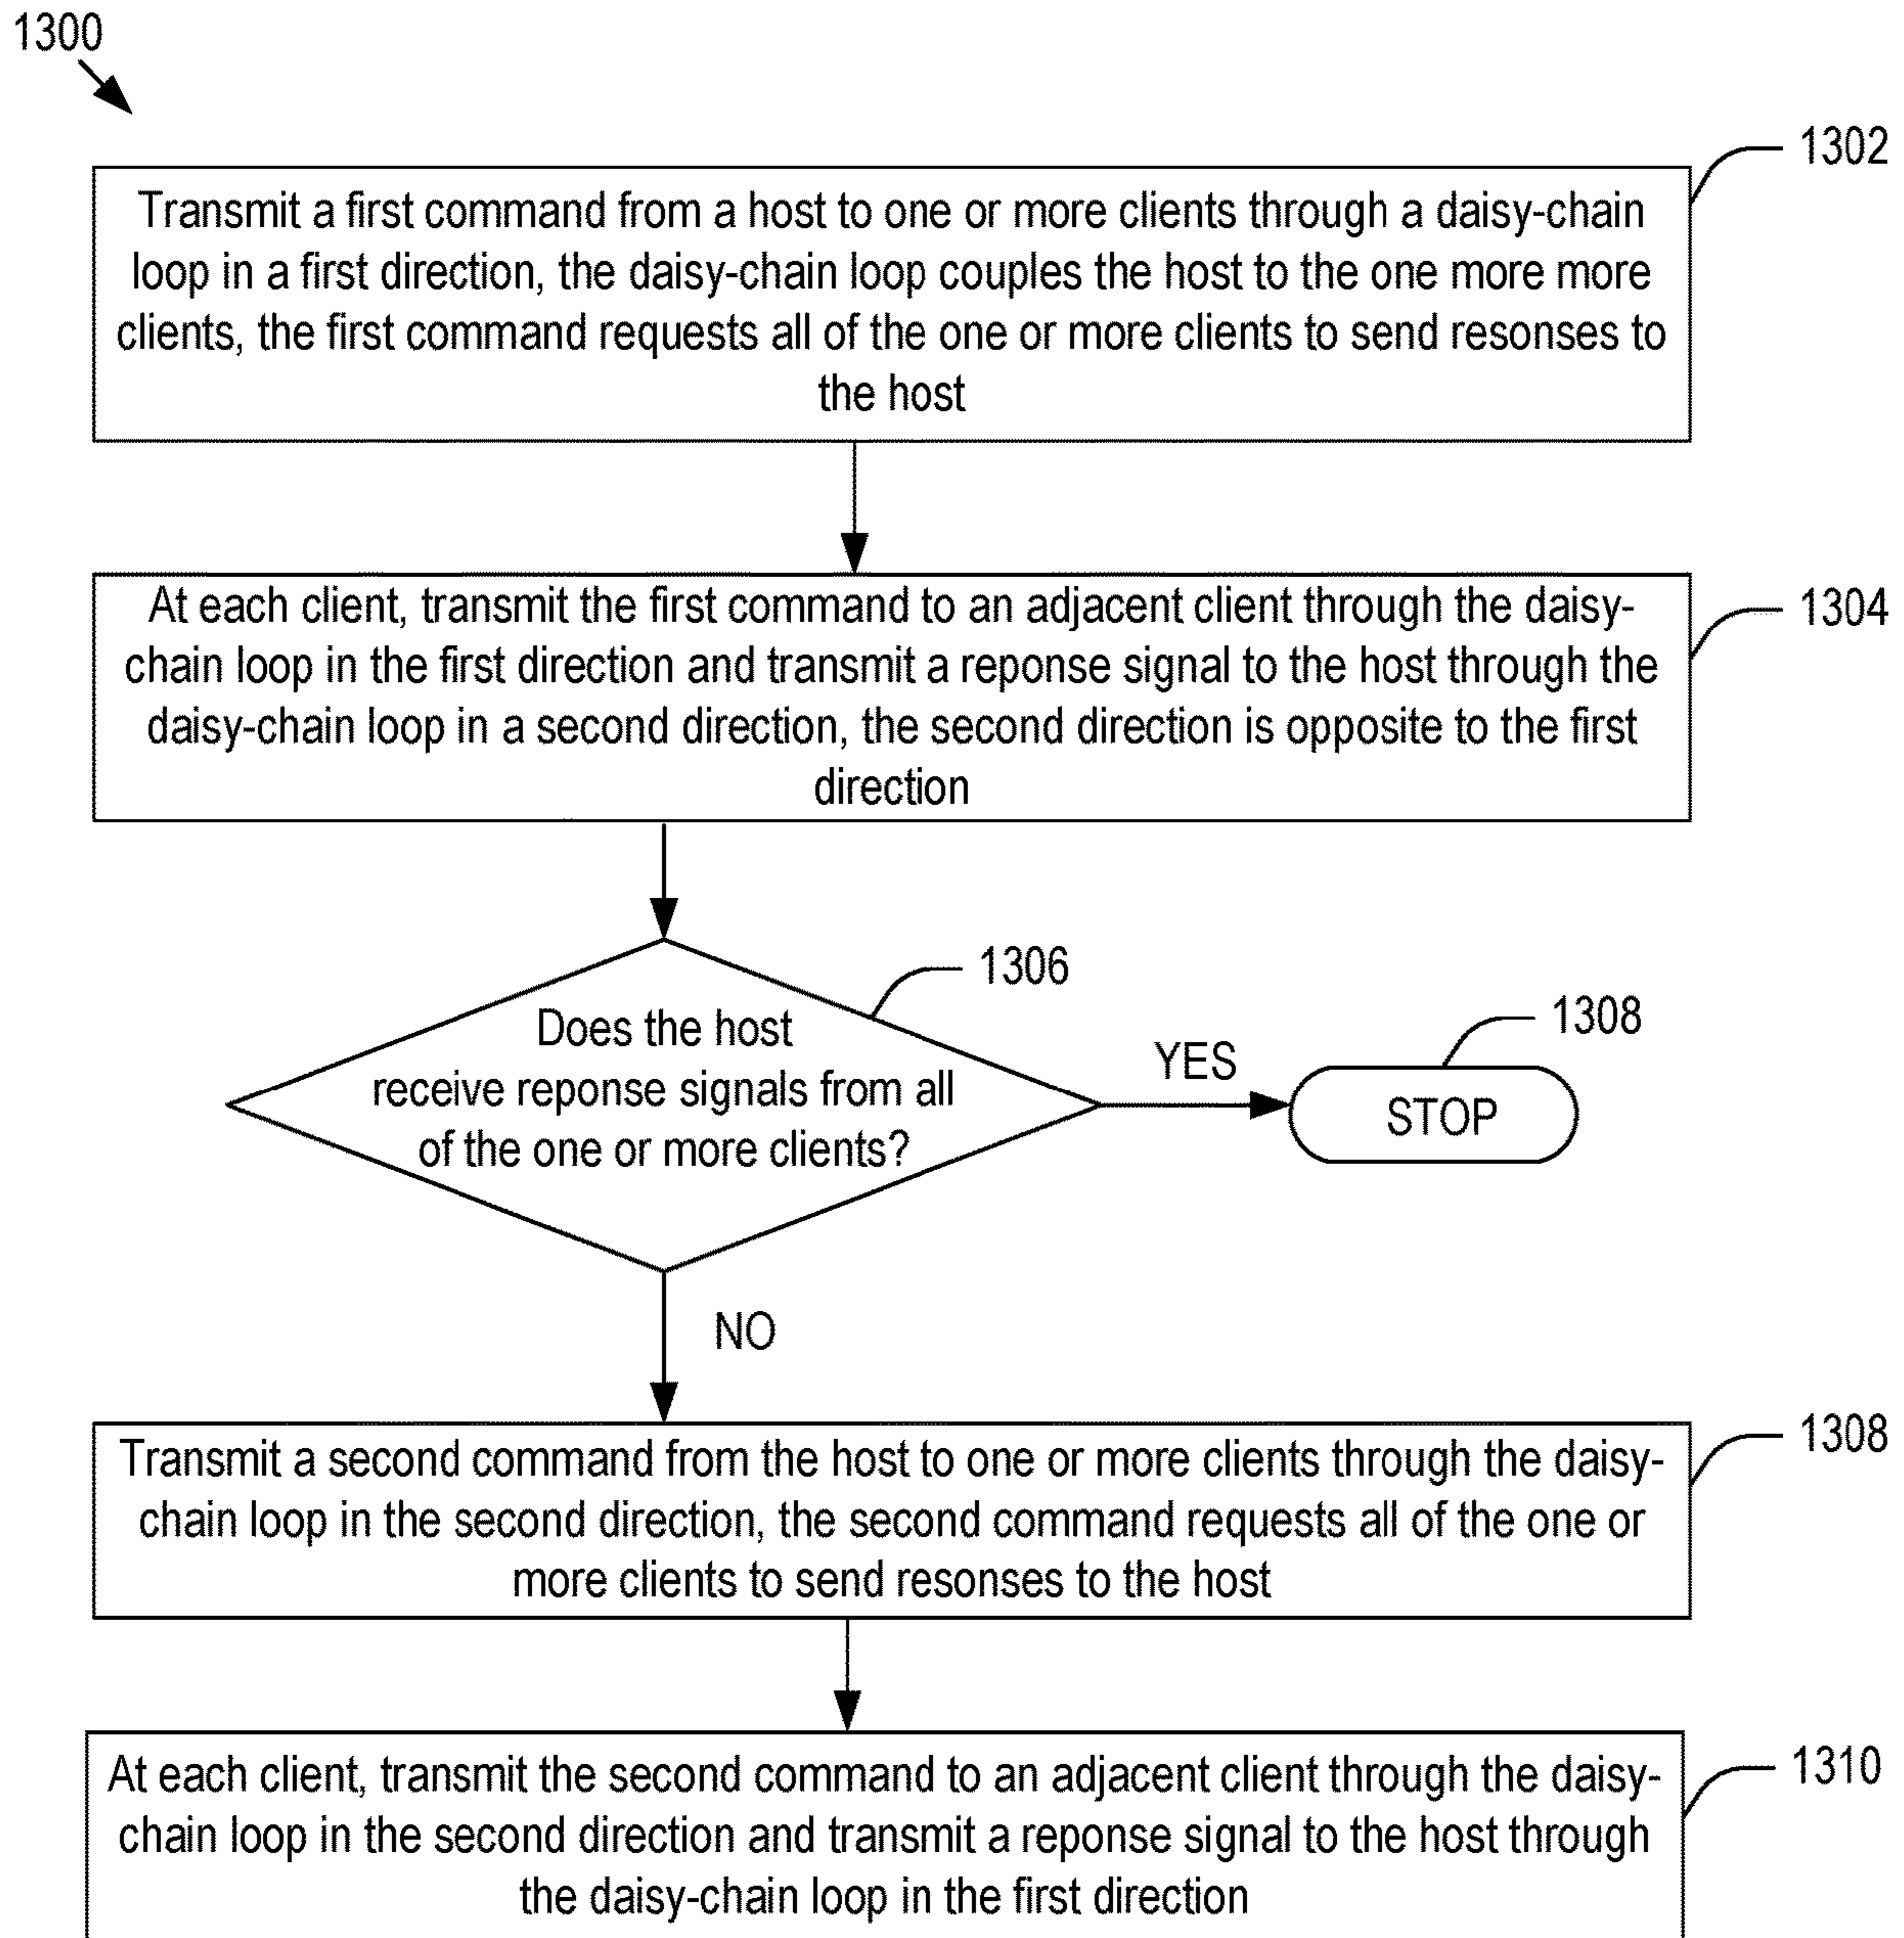 1300
1302
Transmit a first command from a host to one or more clients through a daisy-chain
loop in a first direction, the daisy-chain loop couples the host to the one more more
clients, the first command requests all of the one or more clients to send resonses to
the host
1304
At each client, transmit the first command to an adjacent client through the daisy-
chain loop in the first direction and transmit a reponse signal to the host through the
daisy-chain loop in a second direction, the second direction is opposite to the first
direction
1306
Does the host
receive reponse signals from all
of the one or more clients?
YES
1308
STOP
NO
1308
Transmit a second command from the host to one or more clients through the daisy-
chain loop in the second direction, the second command requests all of the one or
more clients to send resonses to the host
1310
At each client, transmit the second command to an adjacent client through the daisy-
chain loop in the second direction and transmit a reponse signal to the host through
the daisy-chain loop in the first direction